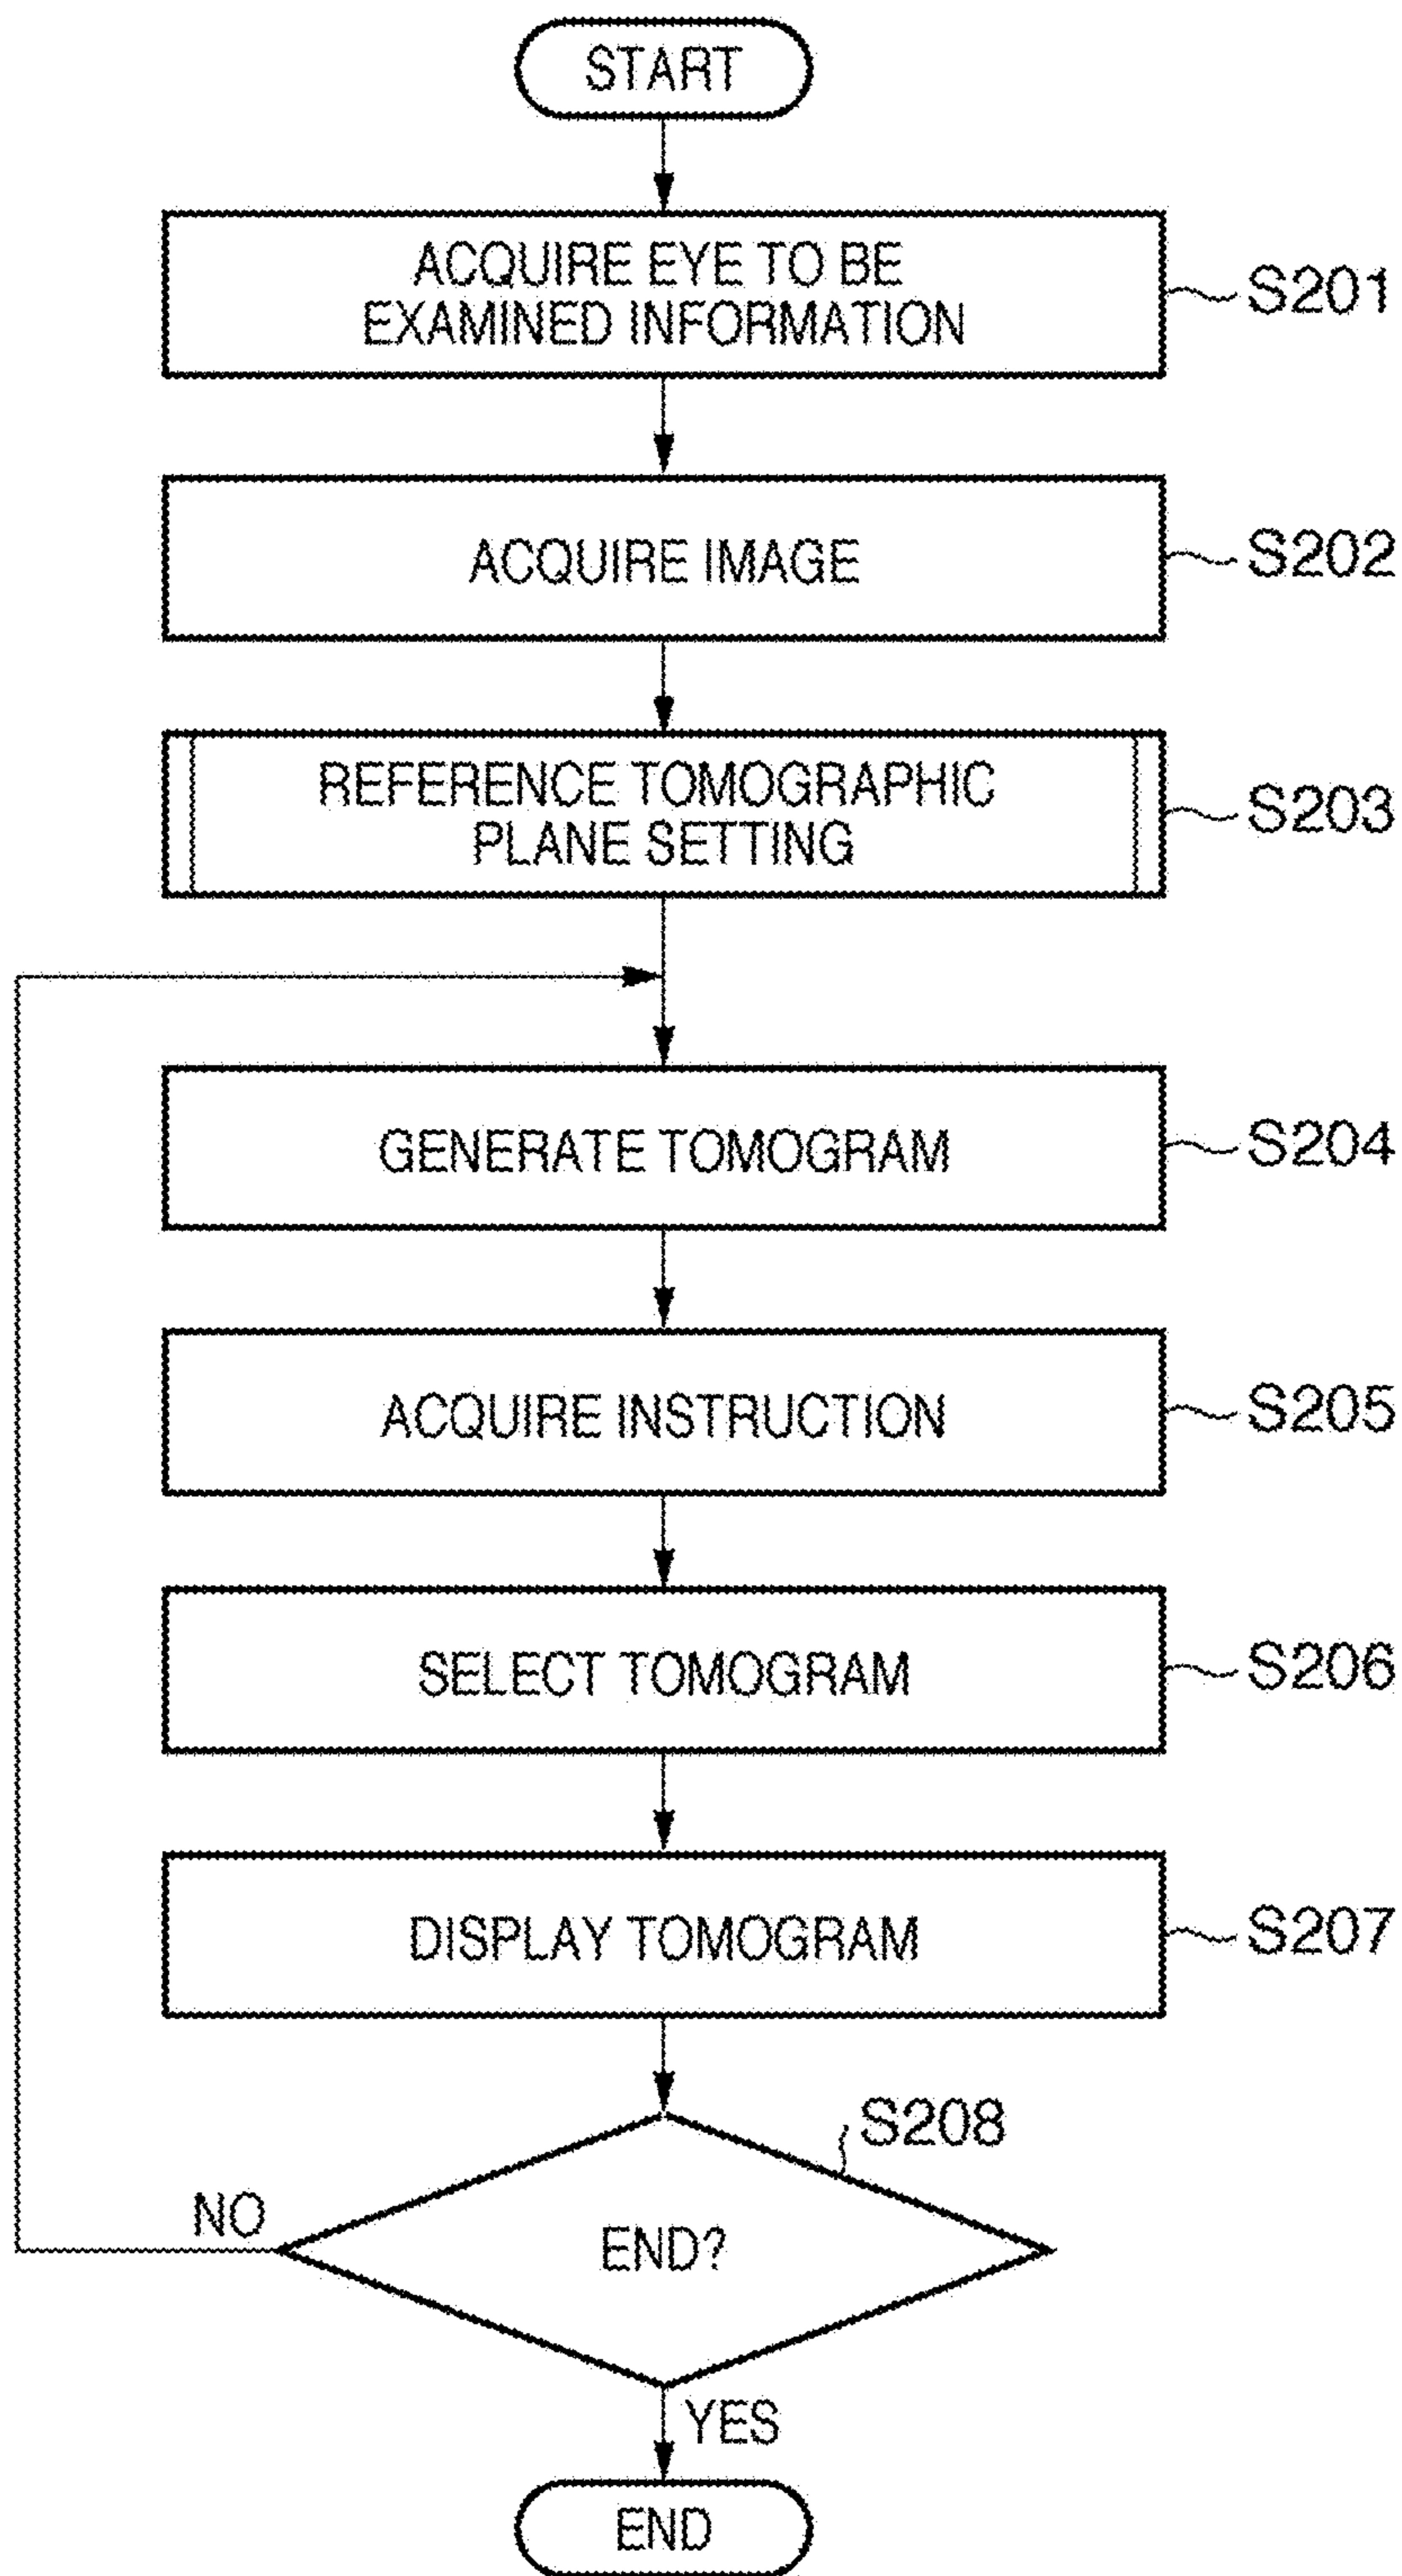 START
ACQUIRE EYE TO BE
EXAMINED INFORMATION
S201
ACQUIRE IMAGE
S202
REFERENCE TOMOGRAPHIC
PLANE SETTING
S203
GENERATE TOMOGRAM
S204
ACQUIRE INSTRUCTION
S205
SELECT TOMOGRAM
S206
DISPLAY TOMOGRAM
S207
S208
NO
END?
YES
END